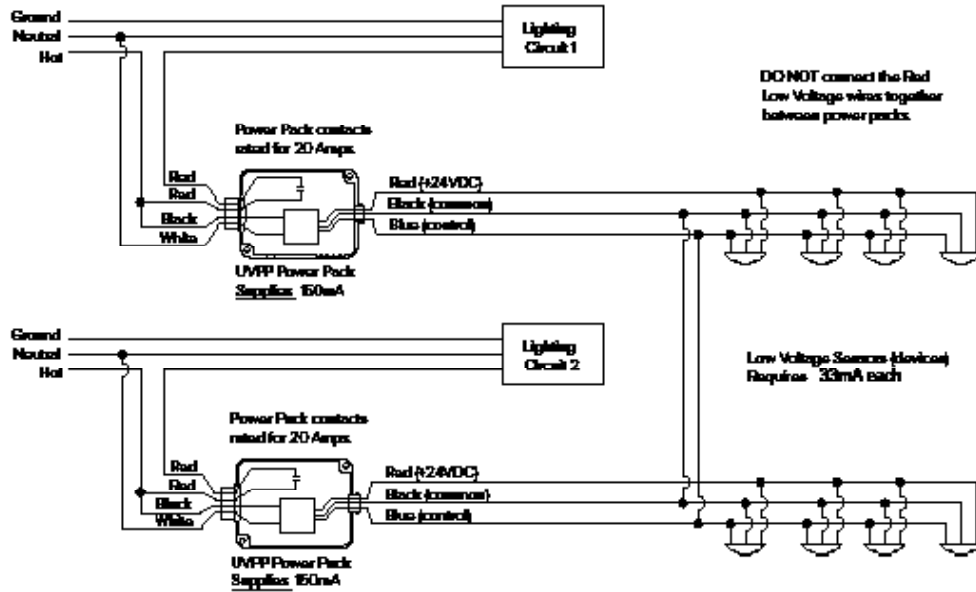 Ground
Neutral
Hot
Lighting
Circuit 1
DO NOT connect the Red
Low Voltage wires together
between power packs.
Power Pack contacts
rated for 20 Amps.
Red
Red
Black
White
Red (+24VDC)
Black (common)
Blue (control)
UVPP Power Pack
Supplies 150mA
Ground
Neutral
Hot
Lighting
Circuit 2
Low Voltage Sensors (devices)
Requires 33mA each
Power Pack contacts
rated for 20 Amps.
Red
Red
Black
White
Red (+24VDC)
Black (common)
Blue (control)
UVPP Power Pack
Supplies 150mA